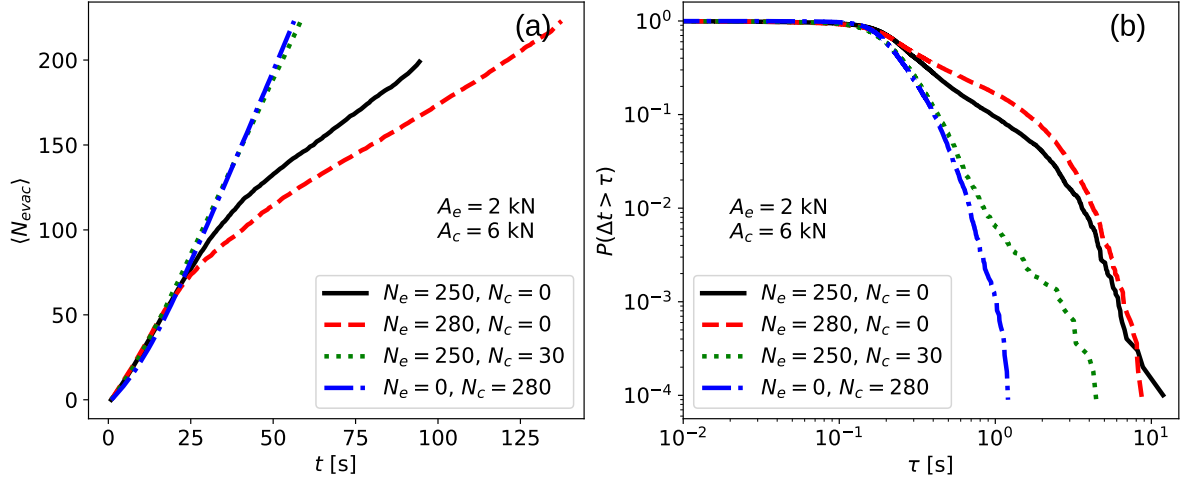 (a)
200
150
100
50
0
⟨N_evac⟩
A_e = 2 kN
A_c = 6 kN
N_e = 250, N_c = 0
N_e = 280, N_c = 0
N_e = 250, N_c = 30
N_e = 0, N_c = 280
0 25 50 75 100 125
t [s]
(b)
10^0
10^−1
10^−2
10^−3
10^−4
P(Δt > τ)
A_e = 2 kN
A_c = 6 kN
N_e = 250, N_c = 0
N_e = 280, N_c = 0
N_e = 250, N_c = 30
N_e = 0, N_c = 280
10^−2 10^−1 10^0 10^1
τ [s]